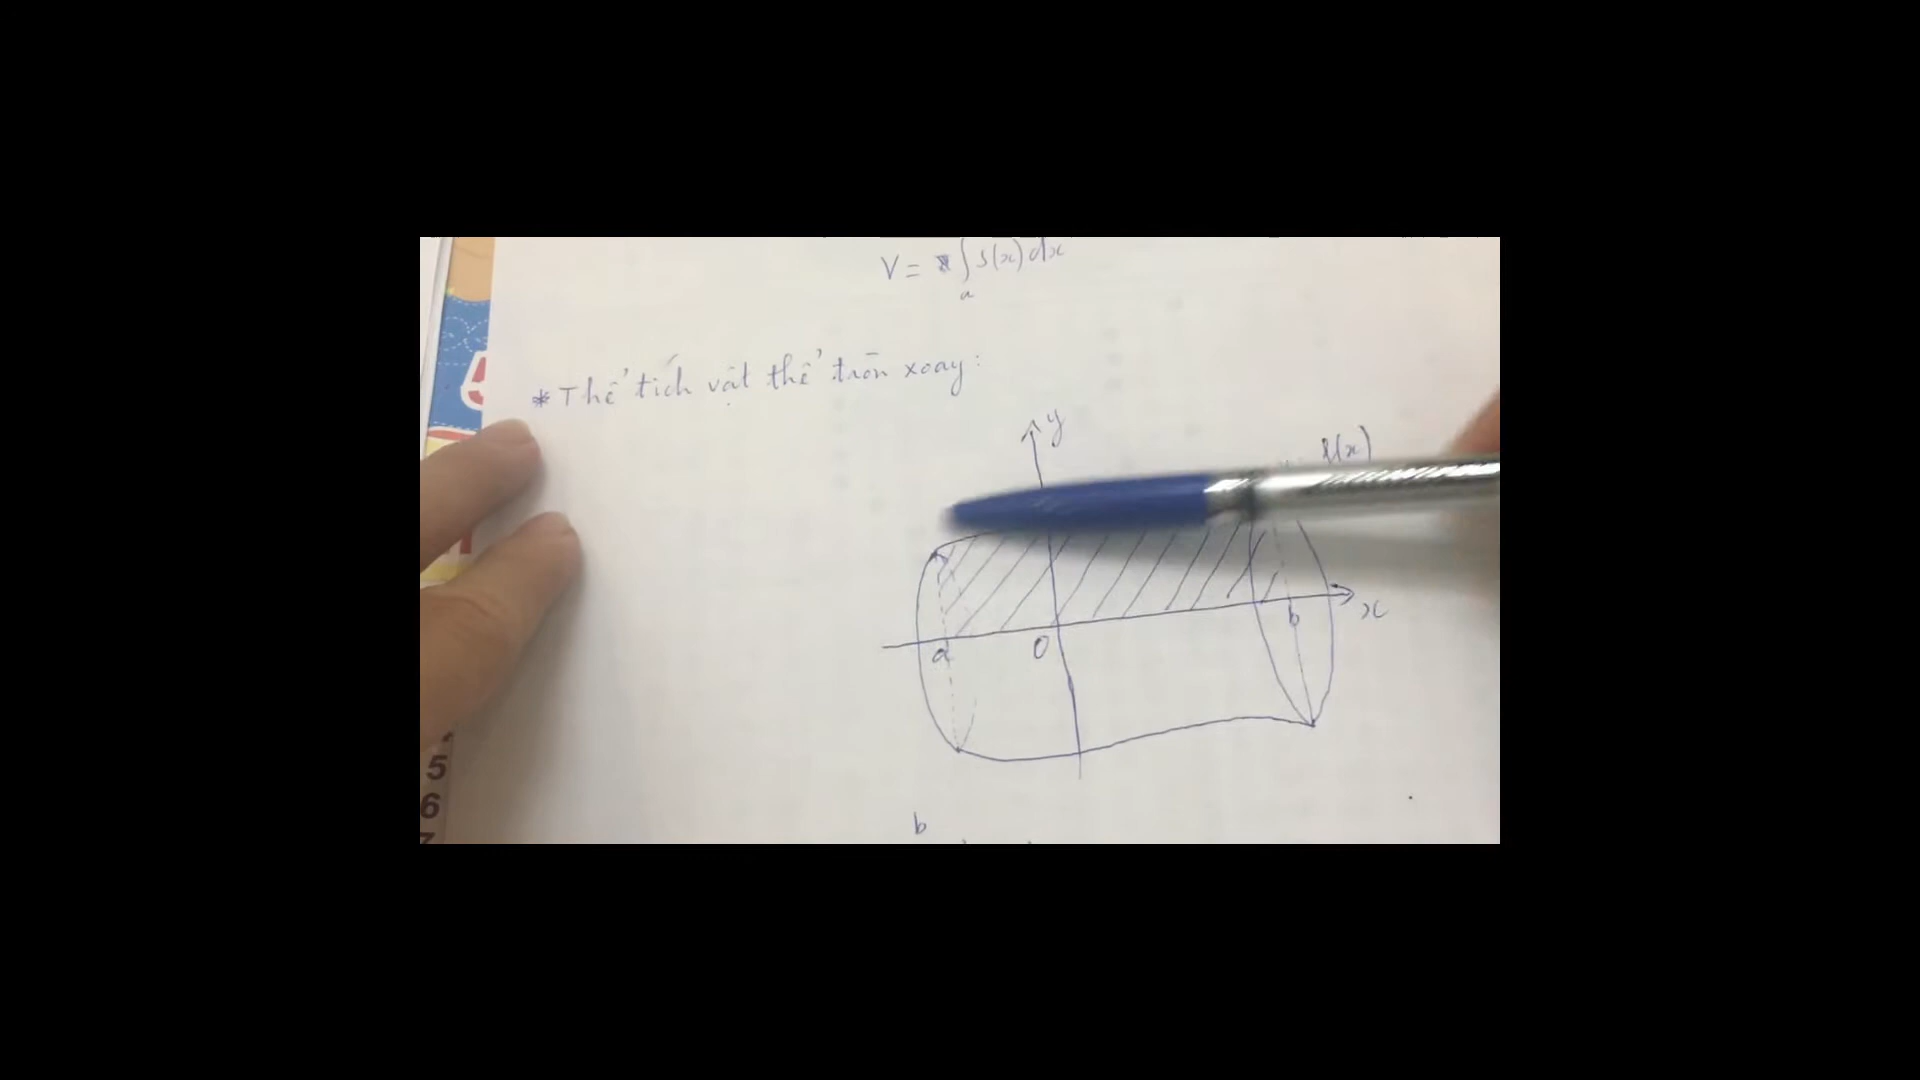 V = ∫ S(x) dx
a
* Thể tích vật thể tròn xoay:
y
f(x)
x
a
O
b
b
5
6